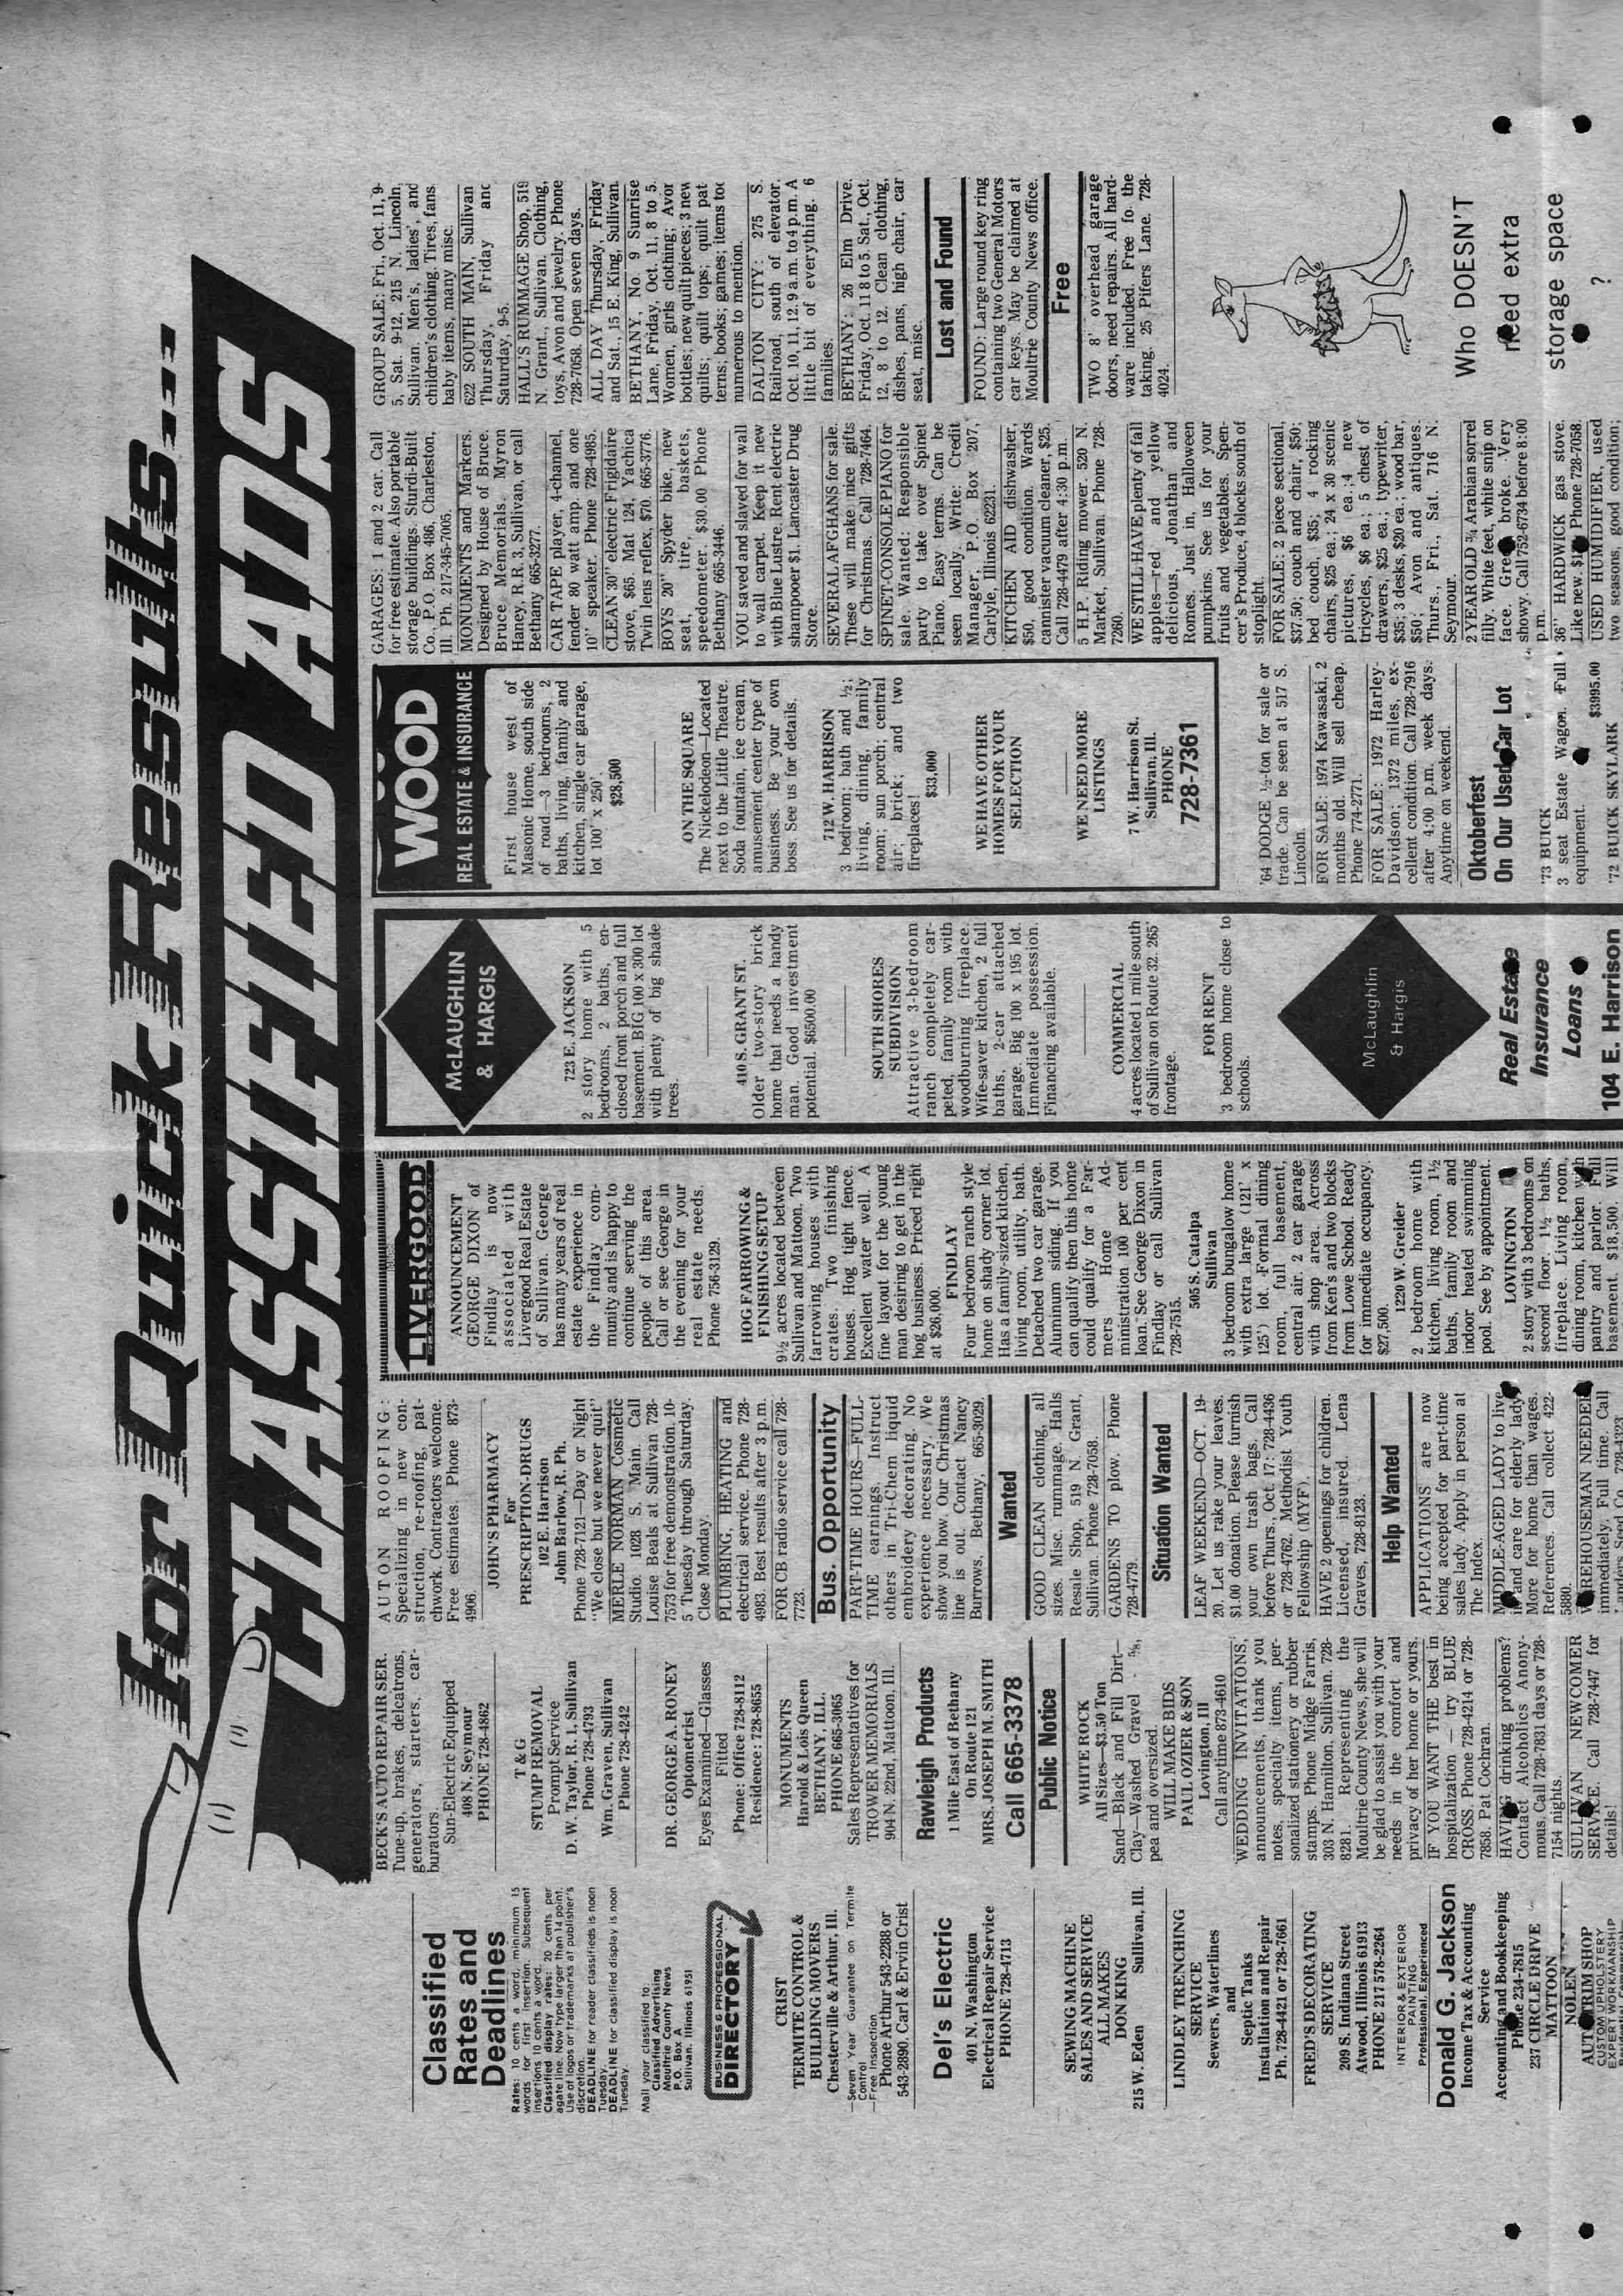 for Quick Results...
CLASSIFIED ADS
Classified
Rates and
Deadlines
Rates: 10 cents a word, minimum 15
words for first insertion. Subsequent
insertions 10 cents a word.
Classified display rates: 20 cents per
agate line. Now type larger than 14 point.
Use of logos or trademarks at publisher's
discretion.
DEADLINE for reader classifieds is noon
Tuesday.
DEADLINE for classified display is noon
Tuesday.
Mail your classified to:
Classified Advertising
Moultrie County News
P.O. Box A
Sullivan, Illinois 61951
BUSINESS & PROFESSIONAL
DIRECTORY
CRIST
TERMITE CONTROL &
BUILDING MOVERS
Chesterville & Arthur, Ill.
—Seven Year Guarantee on Termite
Control
—Free Inspection
Phone Arthur 543-2288 or
543-2890, Carl & Ervin Crist
Del's Electric
401 N. Washington
Electrical Repair Service
PHONE 728-4713
SEWING MACHINE
SALES AND SERVICE
ALL MAKES
DON KING
215 W. Eden Sullivan, Ill.
LINDLEY TRENCHING
SERVICE
Sewers, Waterlines
and
Septic Tanks
Installation and Repair
Ph. 728-4421 or 728-7661
FRED'S DECORATING
SERVICE
209 S. Indiana Street
Atwood, Illinois 61913
PHONE 217 578-2264
INTERIOR & EXTERIOR
PAINTING
Professional, Experienced
Donald G. Jackson
Income Tax & Accounting
Service
Accounting and Bookkeeping
Phone 234-7815
237 CIRCLE DRIVE
MATTOON
NOLEN
AUTO TRIM SHOP
CUSTOM UPHOLSTERY
EXPERT WORKMANSHIP
BECK'S AUTO REPAIR SER.
Tune-up, brakes, delcatrons,
generators, starters, car-
burators.
Sun-Electric Equipped
408 N. Seymour
PHONE 728-4862
T & G
STUMP REMOVAL
Prompt Service
D. W. Taylor, R. 1, Sullivan
Phone 728-4793
Wm. Graven, Sullivan
Phone 728-4242
DR. GEORGE A. RONEY
Optometrist
Eyes Examined—Glasses
Fitted
Phone: Office 728-8112
Residence: 728-8655
MONUMENTS
Harold & Lois Queen
BETHANY, ILL.
PHONE 665-3065
Sales Representatives for
TROWER MEMORIALS
904 N. 22nd, Mattoon, Ill.
Rawleigh Products
1 Mile East of Bethany
On Route 121
MRS. JOSEPH M. SMITH
Call 665-3378
Public Notice
WHITE ROCK
All Sizes—$3.50 Ton
Sand—Black and Fill Dirt—
Clay—Washed Gravel - 5/8,
pea and oversized.
WILL MAKE BIDS
PAUL OZIER & SON
Lovington, Ill
Call anytime 873-4610
WEDDING INVITATIONS,
announcements, thank you
notes, specialty items, per-
sonalized stationery or rubber
stamps. Phone Midge Farris,
303 N. Hamilton, Sullivan. 728-
8281. Representing the
Moultrie County News, she will
be glad to assist you with your
needs in the comfort and
privacy of her home or yours.
IF YOU WANT THE best in
hospitalization — try BLUE
CROSS. Phone 728-4214 or 728-
7858. Pat Cochran.
HAVING drinking problems?
Contact Alcoholics Anony-
mous. Call 728-7831 days or 728-
7154 nights.
SULLIVAN NEWCOMER
SERVICE. Call 728-7447 for
details!
AUTON ROOFING:
Specializing in new con-
struction, re-roofing, pat-
chwork. Contractors welcome.
Free estimates. Phone 873-
4906.
JOHN'S PHARMACY
For
PRESCRIPTION-DRUGS
102 E. Harrison
John Barlow, R. Ph.
Phone 728-7121—Day or Night
"We close but we never quit"
MERLE NORMAN Cosmetic
Studio. 1028 S. Main. Call
Louise Beals at Sullivan 728-
7573 for free demonstration. 10-
5 Tuesday through Saturday.
Close Monday.
PLUMBING, HEATING and
electrical service. Phone 728-
4983. Best results after 3 p.m.
FOR CB radio service call 728-
7723.
Bus. Opportunity
PART-TIME HOURS—FULL-
TIME earnings. Instruct
others in Tri-Chem liquid
embroidery decorating. No
experience necessary. We
show you how. Our Christmas
line is out. Contact Nancy
Burrows, Bethany, 665-3029.
Wanted
GOOD CLEAN clothing, all
sizes. Misc. rummage. Halls
Resale Shop, 519 N. Grant,
Sullivan. Phone 728-7058.
GARDENS TO plow. Phone
728-4779.
Situation Wanted
LEAF WEEKEND—OCT. 19-
20. Let us rake your leaves.
$1.00 donation. Please furnish
your own trash bags. Call
before Thurs., Oct. 17: 728-4436
or 728-4762. Methodist Youth
Fellowship (MYF).
HAVE 2 openings for children.
Licensed, insured. Lena
Graves, 728-8123.
Help Wanted
APPLICATIONS are now
being accepted for part-time
sales lady. Apply in person at
The Index.
MIDDLE-AGED LADY to live
in and care for elderly lady.
More for home than wages.
References. Call collect 422-
5880.
WAREHOUSEMAN NEEDED
immediately. Full time. Call
LIVERGOOD
REAL ESTATE COMPANY
ANNOUNCEMENT
GEORGE DIXON of
Findlay is now
associated with
Livergood Real Estate
of Sullivan. George
has many years of real
estate experience in
the Findlay com-
munity and is happy to
continue serving the
people of this area.
Call or see George in
the evening for your
real estate needs.
Phone 756-3129.
HOG FARROWING &
FINISHING SETUP
9½ acres located between
Sullivan and Mattoon. Two
farrowing houses with
crates. Two finishing
houses. Hog tight fence.
Excellent water well. A
fine layout for the young
man desiring to get in the
hog business. Priced right
at $26,000.
FINDLAY
Four bedroom ranch style
home on shady corner lot.
Has a family-sized kitchen,
living room, utility, bath.
Detached two car garage.
Aluminum siding. If you
can qualify then this home
could qualify for a Far-
mers Home Ad-
ministration 100 per cent
loan. See George Dixon in
Findlay or call Sullivan
728-7515.
505 S. Catalpa
Sullivan
3 bedroom bungalow home
with extra large (121' x
125') lot. Formal dining
room, full basement,
central air. 2 car garage
with shop area. Across
from Ken's and two blocks
from Lowe School. Ready
for immediate occupancy.
$27,500.
1220 W. Greider
2 bedroom home with
kitchen, living room, 1½
baths, family room and
indoor heated swimming
pool. See by appointment.
LOVINGTON
2 story with 3 bedrooms on
second floor. 1½ baths,
fireplace. Living room,
dining room, kitchen with
pantry and parlor. Full
basement. $18,500. Will
McLAUGHLIN
& HARGIS
723 E. JACKSON
2 story home with 5
bedrooms, 2 baths, en-
closed front porch and full
basement. BIG 100 x 300 lot
with plenty of big shade
trees.
410 S. GRANT ST.
Older two-story brick
home that needs a handy
man. Good investment
potential. $6500.00
SOUTH SHORES
SUBDIVISION
Attractive 3-bedroom
ranch completely car-
peted, family room with
woodburning fireplace.
Wife-saver kitchen, 2 full
baths, 2-car attached
garage. Big 100 x 195 lot.
Immediate possession.
Financing available.
COMMERCIAL
4 acres located 1 mile south
of Sullivan on Route 32. 265'
frontage.
FOR RENT
3 bedroom home close to
schools.
McLaughlin
& Hargis
Real Estate
Insurance
Loans
104 E. Harrison
WOOD
REAL ESTATE & INSURANCE
First house west of
Masonic Home, south side
of road—3 bedrooms, 2
baths, living, family and
kitchen, single car garage,
lot 100' x 250'.
$28,500
ON THE SQUARE
The Nickelodeon—Located
next to the Little Theatre.
Soda fountain, ice cream,
amusement center type of
business. Be your own
boss. See us for details.
712 W. HARRISON
3 bedroom; bath and ½;
living, dining, family
room; sun porch; central
air; brick; and two
fireplaces!
$33,000
WE HAVE OTHER
HOMES FOR YOUR
SELECTION
WE NEED MORE
LISTINGS
7 W. Harrison St.
Sullivan, Ill.
PHONE
728-7361
'64 DODGE ½-ton for sale or
trade. Can be seen at 517 S.
Lincoln.
FOR SALE: 1974 Kawasaki, 2
months old. Will sell cheap.
Phone 774-2771.
FOR SALE: 1972 Harley-
Davidson; 1372 miles, ex-
cellent condition. Call 728-7916
after 4:00 p.m. week days.
Anytime on weekend.
Oktoberfest
On Our Used Car Lot
'73 BUICK
3 seat Estate Wagon. Full
equipment. $3995.00
'72 BUICK SKYLARK
GARAGES: 1 and 2 car. Call
for free estimate. Also portable
storage buildings. Sturdi-Built
Co., P.O. Box 486, Charleston,
Ill. Ph. 217-345-7005.
MONUMENTS and Markers.
Designed by House of Bruce.
Bruce Memorials. Myron
Haney, R.R. 3, Sullivan, or call
Bethany 665-3277.
CAR TAPE player, 4-channel,
fender 80 watt amp. and one
10" speaker. Phone 728-4985.
CLEAN 30" electric Frigidaire
stove, $65. Mat 124, Yachica
Twin lens reflex, $70. 665-3776.
BOYS 20" Spyder bike, new
seat, tire, baskets,
speedometer. $30.00 Phone
Bethany 665-3446.
YOU saved and slaved for wall
to wall carpet. Keep it new
with Blue Lustre. Rent electric
shampooer $1. Lancaster Drug
Store.
SEVERAL AFGHANS for sale.
These will make nice gifts
for Christmas. Call 728-7464.
SPINET-CONSOLE PIANO for
sale. Wanted: Responsible
party to take over Spinet
Piano. Easy terms. Can be
seen locally. Write: Credit
Manager, P.O. Box 207,
Carlyle, Illinois 62231.
KITCHEN AID dishwasher,
$50, good condition. Wards
cannister vacuum cleaner, $25.
Call 728-4479 after 4:30 p.m.
5 H.P. Riding mower. 520 N.
Market, Sullivan. Phone 728-
7260.
WE STILL HAVE plenty of fall
apples—red and yellow
delicious, Jonathan and
Romes. Just in, Halloween
pumpkins. See us for your
fruits and vegetables. Spen-
cer's Produce, 4 blocks south of
stoplight.
FOR SALE: 2 piece sectional,
$37.50; couch and chair, $50;
bed couch, $35; 4 rocking
chairs, $25 ea.; 24 x 30 scenic
pictures, $6 ea.; 4 new
tricycles, $6 ea.; 5 chest of
drawers, $25 ea.; typewriter,
$35; 3 desks, $20 ea.; wood bar,
$50; Avon and antiques.
Thurs., Fri., Sat. 716 N.
Seymour.
2 YEAR OLD ¾ Arabian sorrel
filly. White feet, white snip on
face. Green broke. Very
showy. Call 752-6734 before 8:00
p.m.
36" HARDWICK gas stove.
Like new. Phone 728-7058.
USED HUMIDIFIER, used
two seasons, good condition;
GROUP SALE: Fri., Oct. 11, 9-
5, Sat. 9-12, 215 N. Lincoln,
Sullivan. Men's, ladies', and
children's clothing. Tires, fans,
baby items, many misc.
622 SOUTH MAIN, Sullivan
Thursday, Friday and
Saturday, 9-5.
HALL'S RUMMAGE Shop, 519
N. Grant., Sullivan. Clothing,
toys, Avon and jewelry. Phone
728-7058. Open seven days.
ALL DAY Thursday, Friday
and Sat., 15 E. King, Sullivan.
BETHANY, No 9 Sunrise
Lane, Friday, Oct. 11, 8 to 5.
Women, girls clothing; Avon
bottles; new quilt pieces; 3 new
quilts; quilt tops; quilt pat
terns; books; games; items too
numerous to mention.
DALTON CITY: 275 S.
Railroad, south of elevator.
Oct. 10, 11, 12. 9 a.m. to 4 p.m. A
little bit of everything. 6
families.
BETHANY: 26 Elm Drive.
Friday, Oct. 11 8 to 5. Sat., Oct.
12, 8 to 12. Clean clothing,
dishes, pans, high chair, car
seat, misc.
Lost and Found
FOUND: Large round key ring
containing two General Motors
car keys. May be claimed at
Moultrie County News office.
Free
TWO 8' overhead garage
doors, need repairs. All hard-
ware included. Free fo. the
taking. 25 Pifers Lane. 728-
4024.
Who DOESN'T
need extra
storage space
?